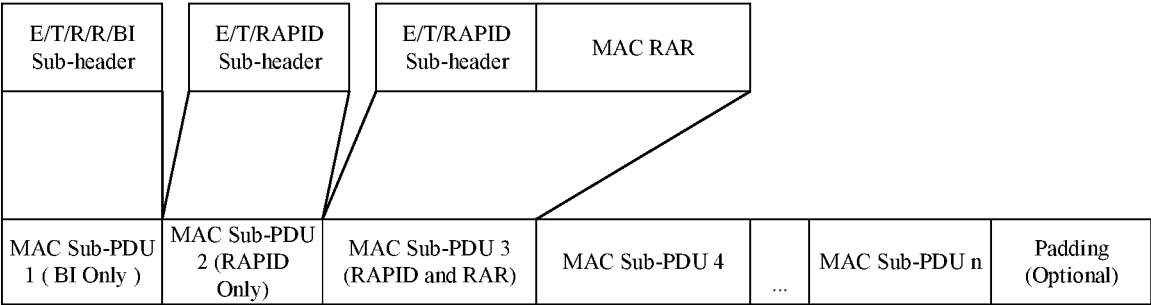 E/T/R/R/BI
Sub-header
E/T/RAPID
Sub-header
E/T/RAPID
Sub-header
MAC RAR
MAC Sub-PDU
1 ( BI Only )
MAC Sub-PDU
2 (RAPID
Only)
MAC Sub-PDU 3
(RAPID and RAR)
MAC Sub-PDU 4
...
MAC Sub-PDU n
Padding
(Optional)